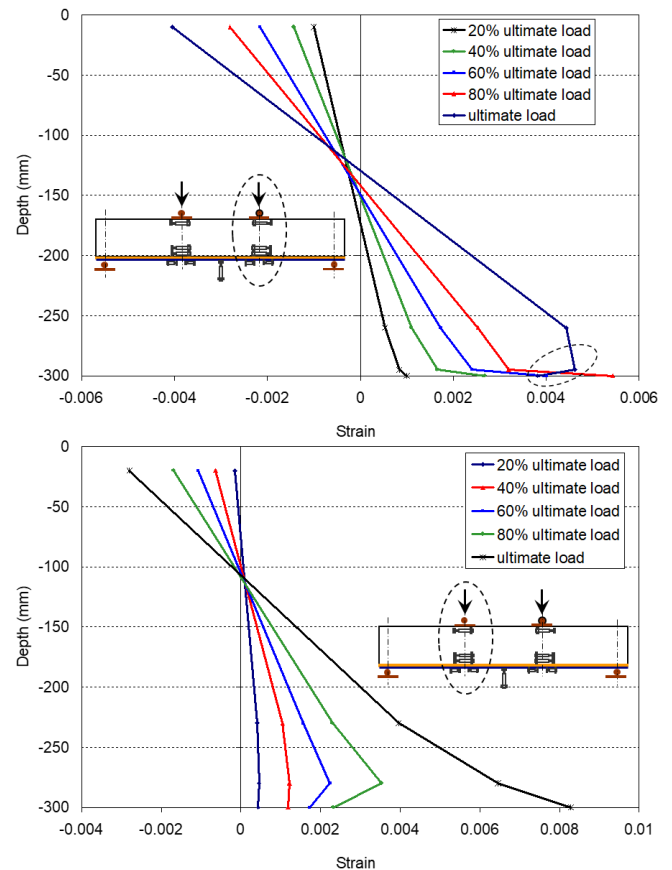 0
-50
-100
-150
-200
-250
-300
Depth (mm)
20% ultimate load
40% ultimate load
60% ultimate load
80% ultimate load
ultimate load
-0.006 -0.004 -0.002 0 0.002 0.004 0.006
Strain
0
-50
-100
-150
-200
-250
-300
Depth (mm)
20% ultimate load
40% ultimate load
60% ultimate load
80% ultimate load
ultimate load
-0.004 -0.002 0 0.002 0.004 0.006 0.008 0.01
Strain